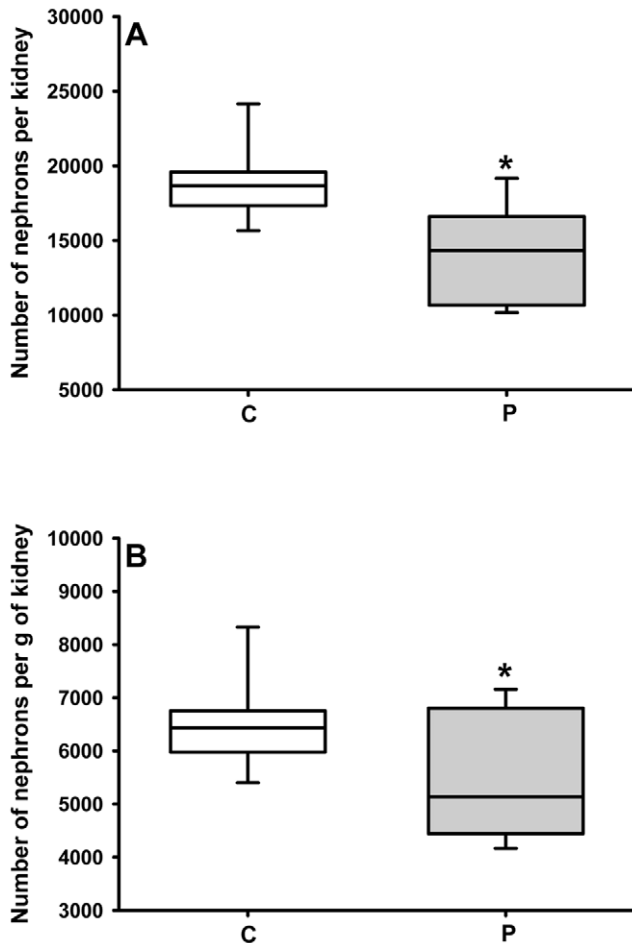 A
Number of nephrons per kidney
30000
25000
20000
15000
10000
5000
*
C
P
B
Number of nephrons per g of kidney
10000
9000
8000
7000
6000
5000
4000
3000
*
C
P